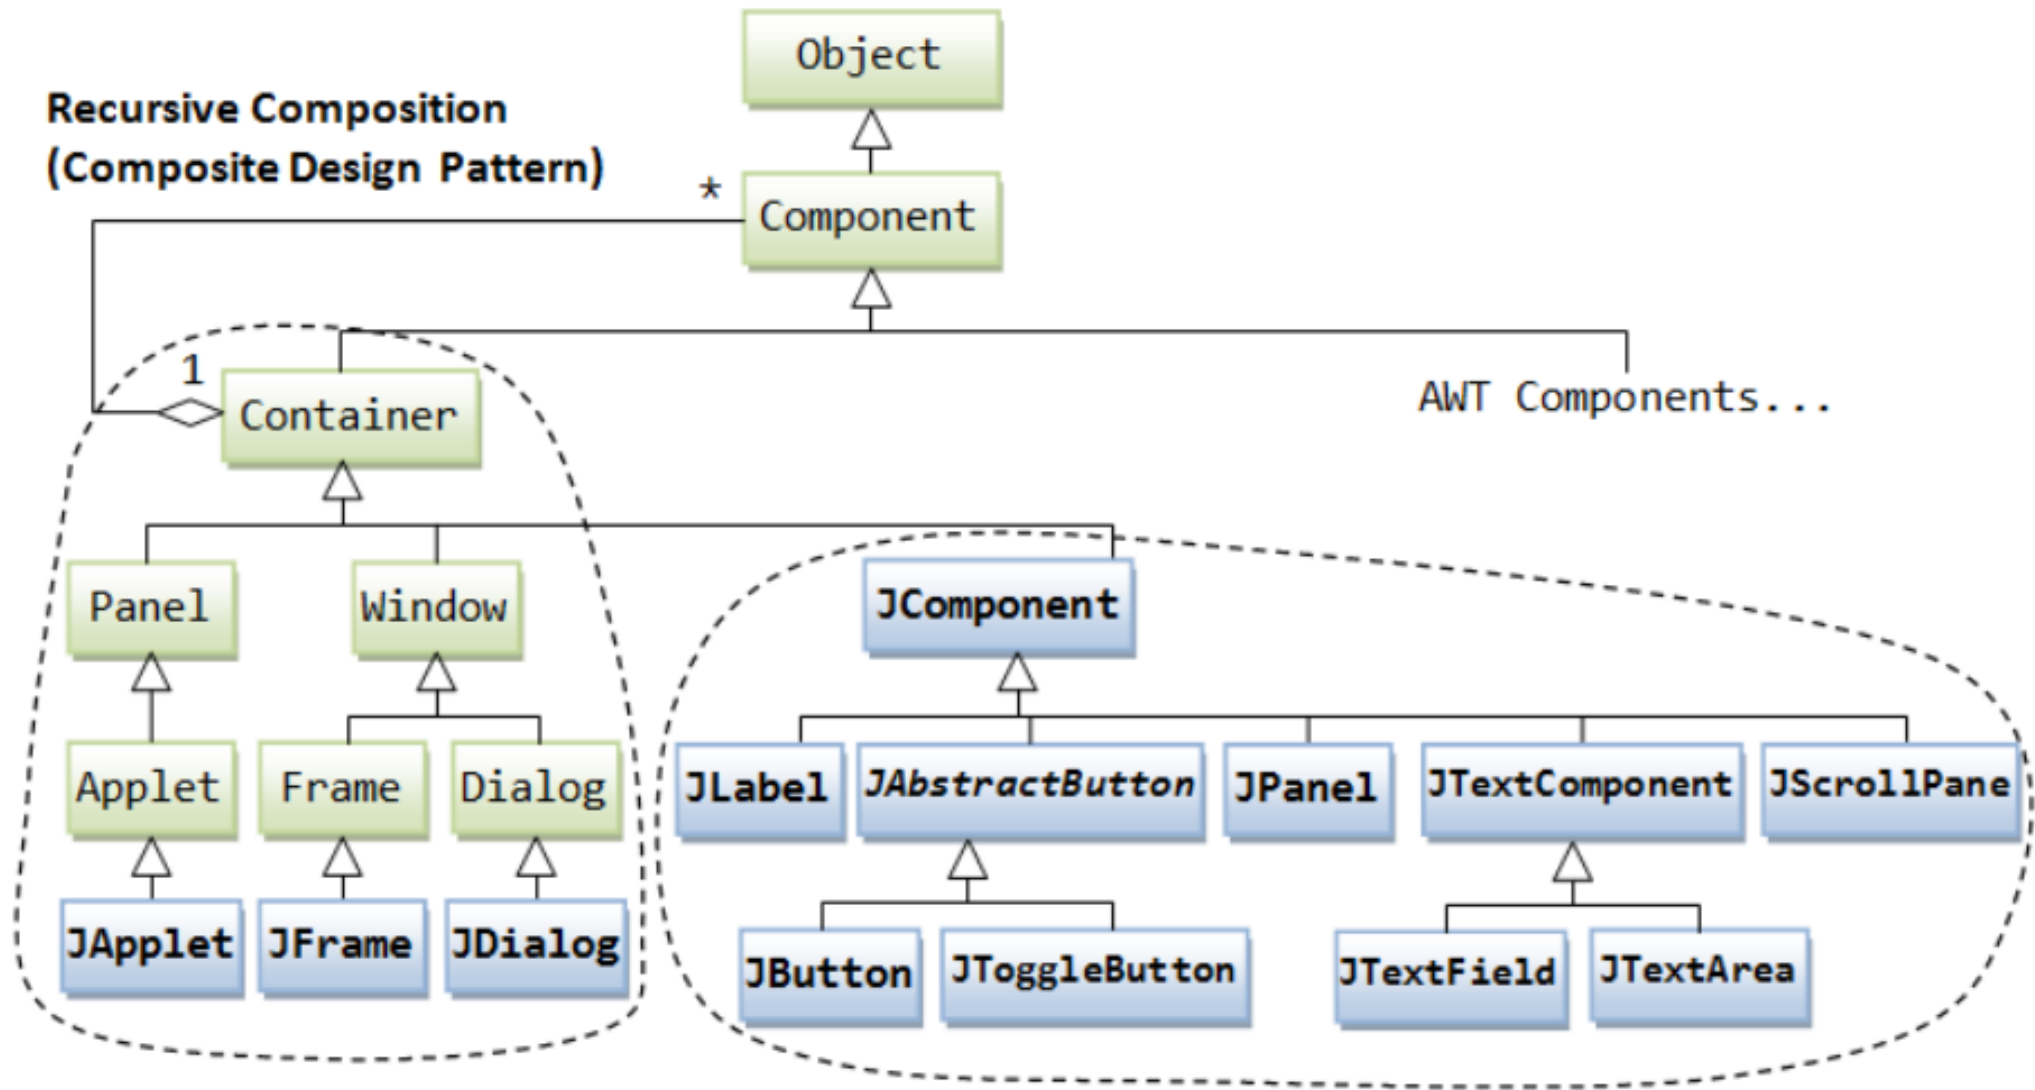 Object
Recursive Composition
(Composite Design Pattern)
*
Component
1
Container
AWT Components...
Panel
Window
JComponent
Applet
Frame
Dialog
JLabel
JAbstractButton
JPanel
JTextComponent
JScrollPane
JApplet
JFrame
JDialog
JButton
JToggleButton
JTextField
JTextArea